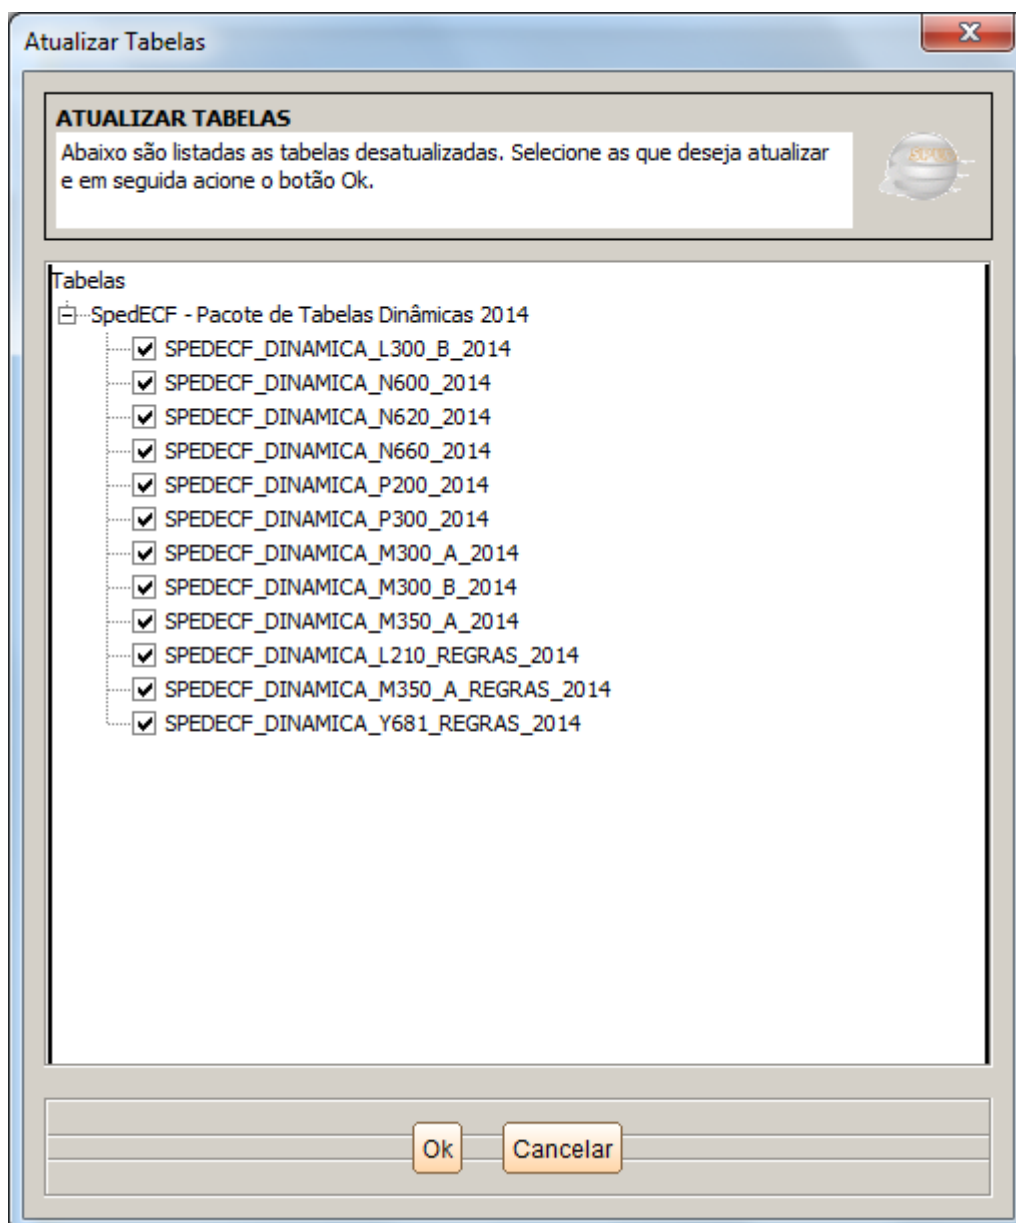 Atualizar Tabelas
ATUALIZAR TABELAS
Abaixo são listadas as tabelas desatualizadas. Selecione as que deseja atualizar
e em seguida acione o botão Ok.
Tabelas
SpedECF - Pacote de Tabelas Dinâmicas 2014
SPEDECF_DINAMICA_L300_B_2014
SPEDECF_DINAMICA_N600_2014
SPEDECF_DINAMICA_N620_2014
SPEDECF_DINAMICA_N660_2014
SPEDECF_DINAMICA_P200_2014
SPEDECF_DINAMICA_P300_2014
SPEDECF_DINAMICA_M300_A_2014
SPEDECF_DINAMICA_M300_B_2014
SPEDECF_DINAMICA_M350_A_2014
SPEDECF_DINAMICA_L210_REGRAS_2014
SPEDECF_DINAMICA_M350_A_REGRAS_2014
SPEDECF_DINAMICA_Y681_REGRAS_2014
Ok Cancelar